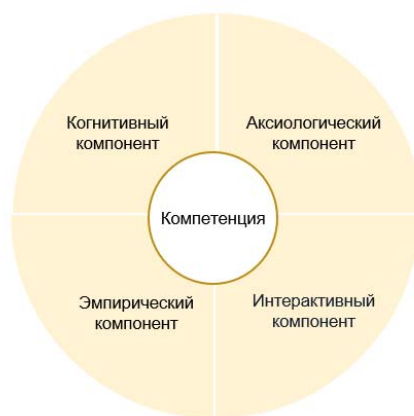 Когнитивный
компонент
Аксиологический
компонент
Компетенция
Эмпирический
компонент
Интерактивный
компонент